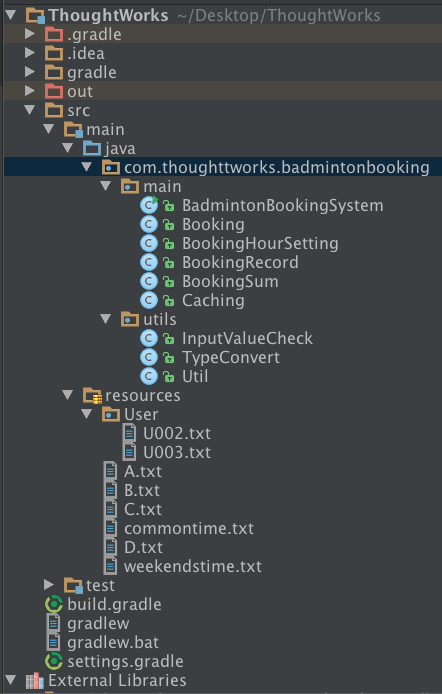 ThoughtWorks ~/Desktop/ThoughtWorks
.gradle
.idea
gradle
out
src
main
java
com.thoughttworks.badmintonbooking
main
BadmintonBookingSystem
Booking
BookingHourSetting
BookingRecord
BookingSum
Caching
utils
InputValueCheck
TypeConvert
Util
resources
User
U002.txt
U003.txt
A.txt
B.txt
C.txt
commontime.txt
D.txt
weekendstime.txt
test
build.gradle
gradlew
gradlew.bat
settings.gradle
External Libraries